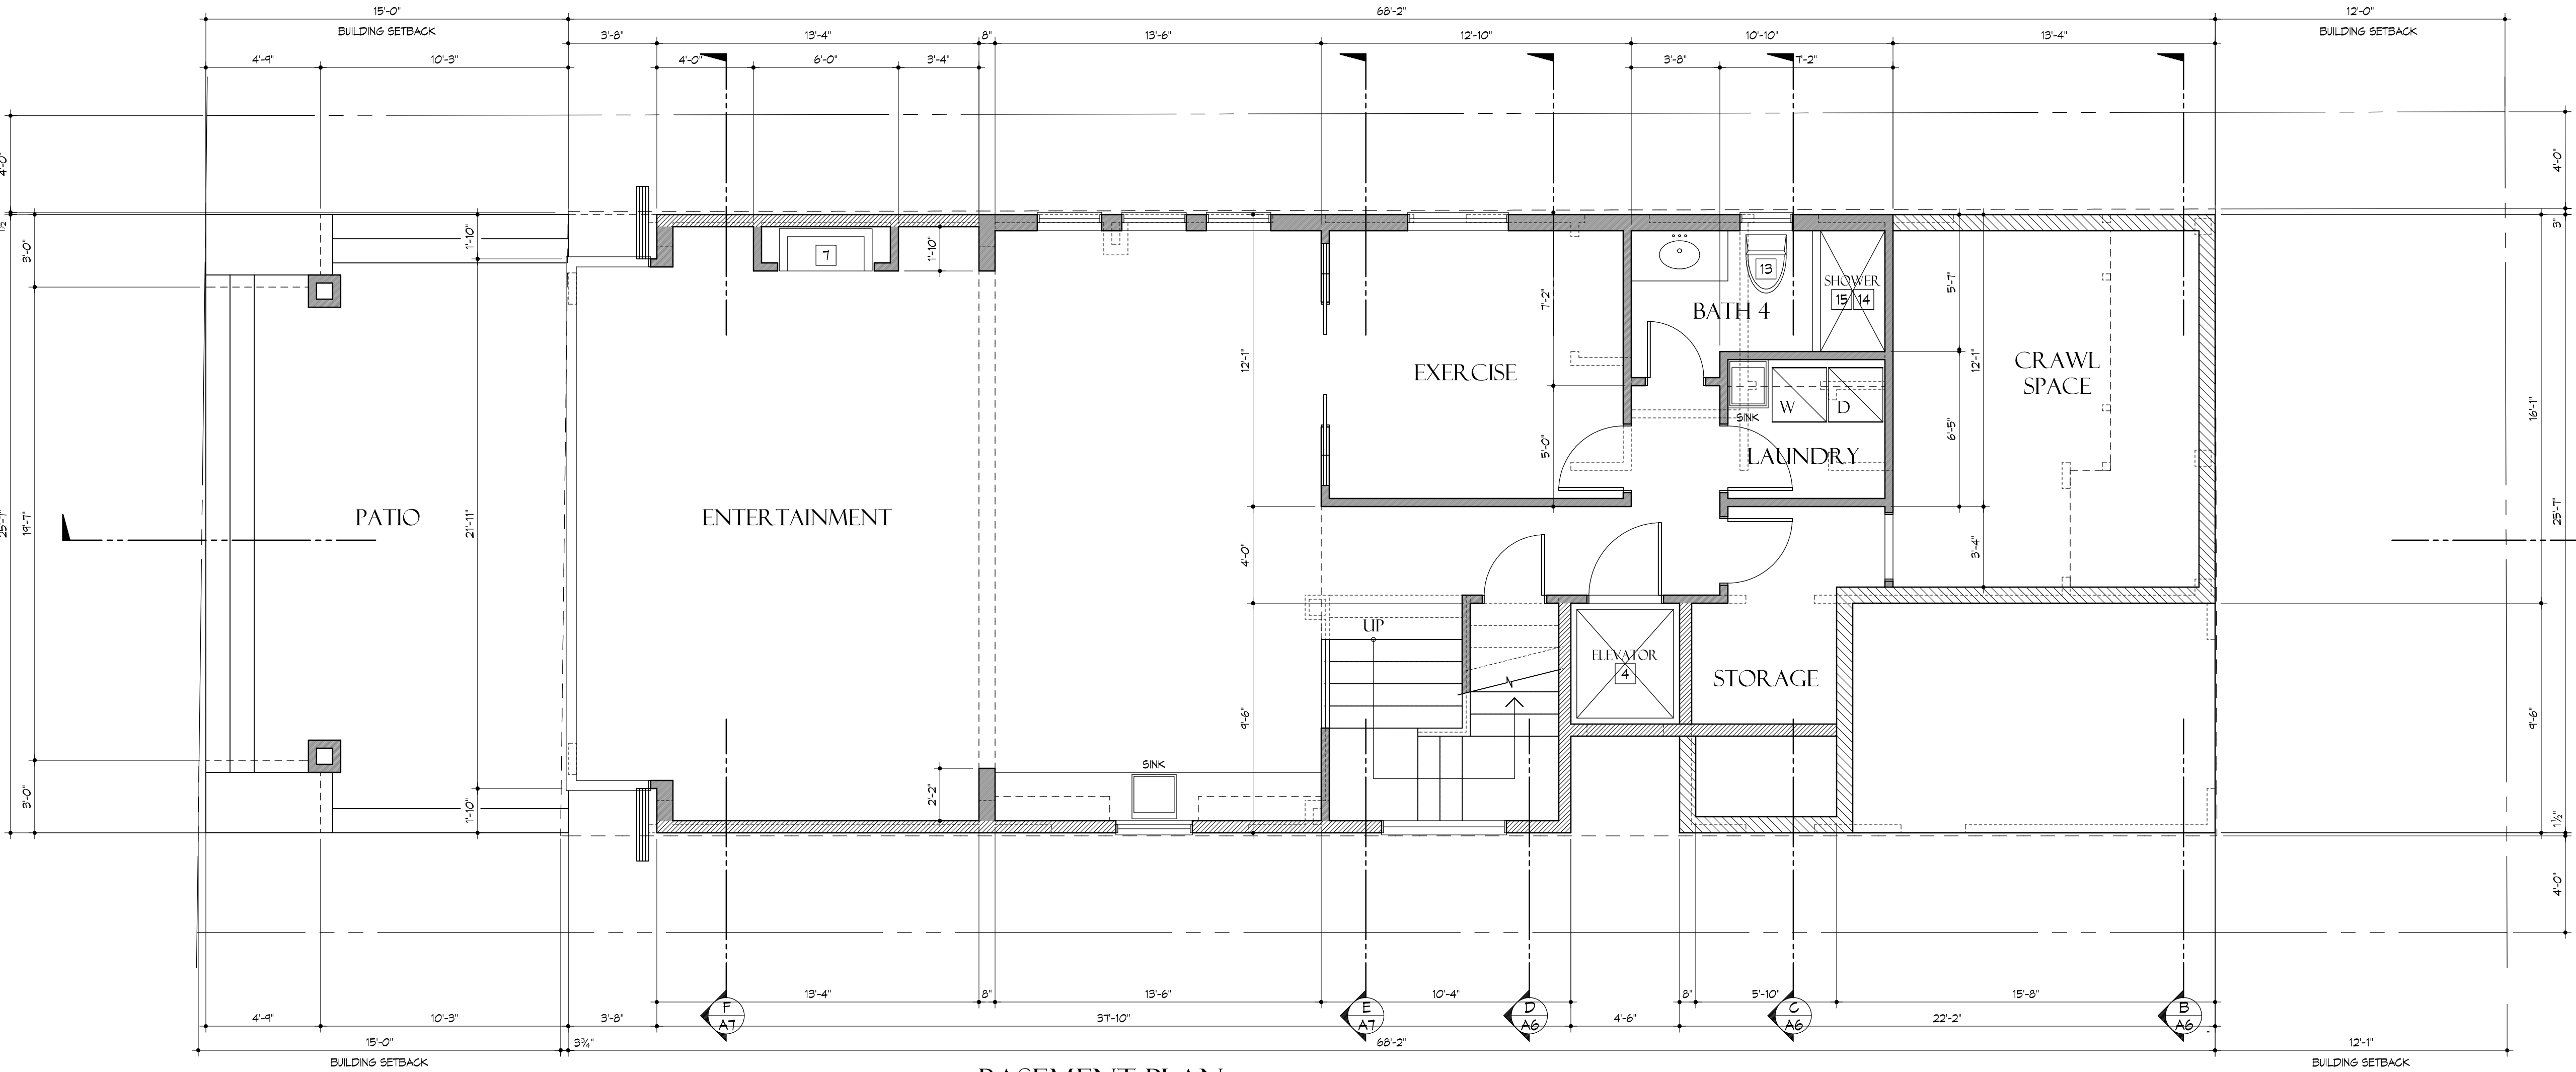 15'-0"
68'-2"
12'-0"
BUILDING SETBACK
BUILDING SETBACK
3'-8"
13'-4"
8"
13'-6"
12'-10"
10'-10"
13'-4"
4'-9"
10'-3"
4'-0"
6'-0"
3'-4"
3'-8"
7'-2"
4'-0"
4'-0"
3'-0"
1'-10"
1'-10"
3"
7
13
SHOWER
15 14
5'-7"
7'-2"
BATH 4
12'-1"
12'-1"
EXERCISE
CRAWL
SPACE
W
D
SINK
16'-1"
6'-5"
5'-0"
LAUNDRY
25'-7"
19'-7"
PATIO
21'-11"
ENTERTAINMENT
25'-7"
4'-0"
3'-4"
UP
ELEVATOR
4
STORAGE
9'-6"
9'-6"
SINK
3'-0"
1'-10"
2'-2"
1½"
4'-0"
13'-4"
8"
13'-6"
10'-4"
8"
5'-10"
15'-8"
F
A7
E
A7
D
A6
C
A6
B
A6
4'-9"
10'-3"
3'-8"
37'-10"
4'-6"
22'-2"
15'-0"
3¾"
68'-2"
12'-1"
BUILDING SETBACK
BUILDING SETBACK
BASEMENT PLAN